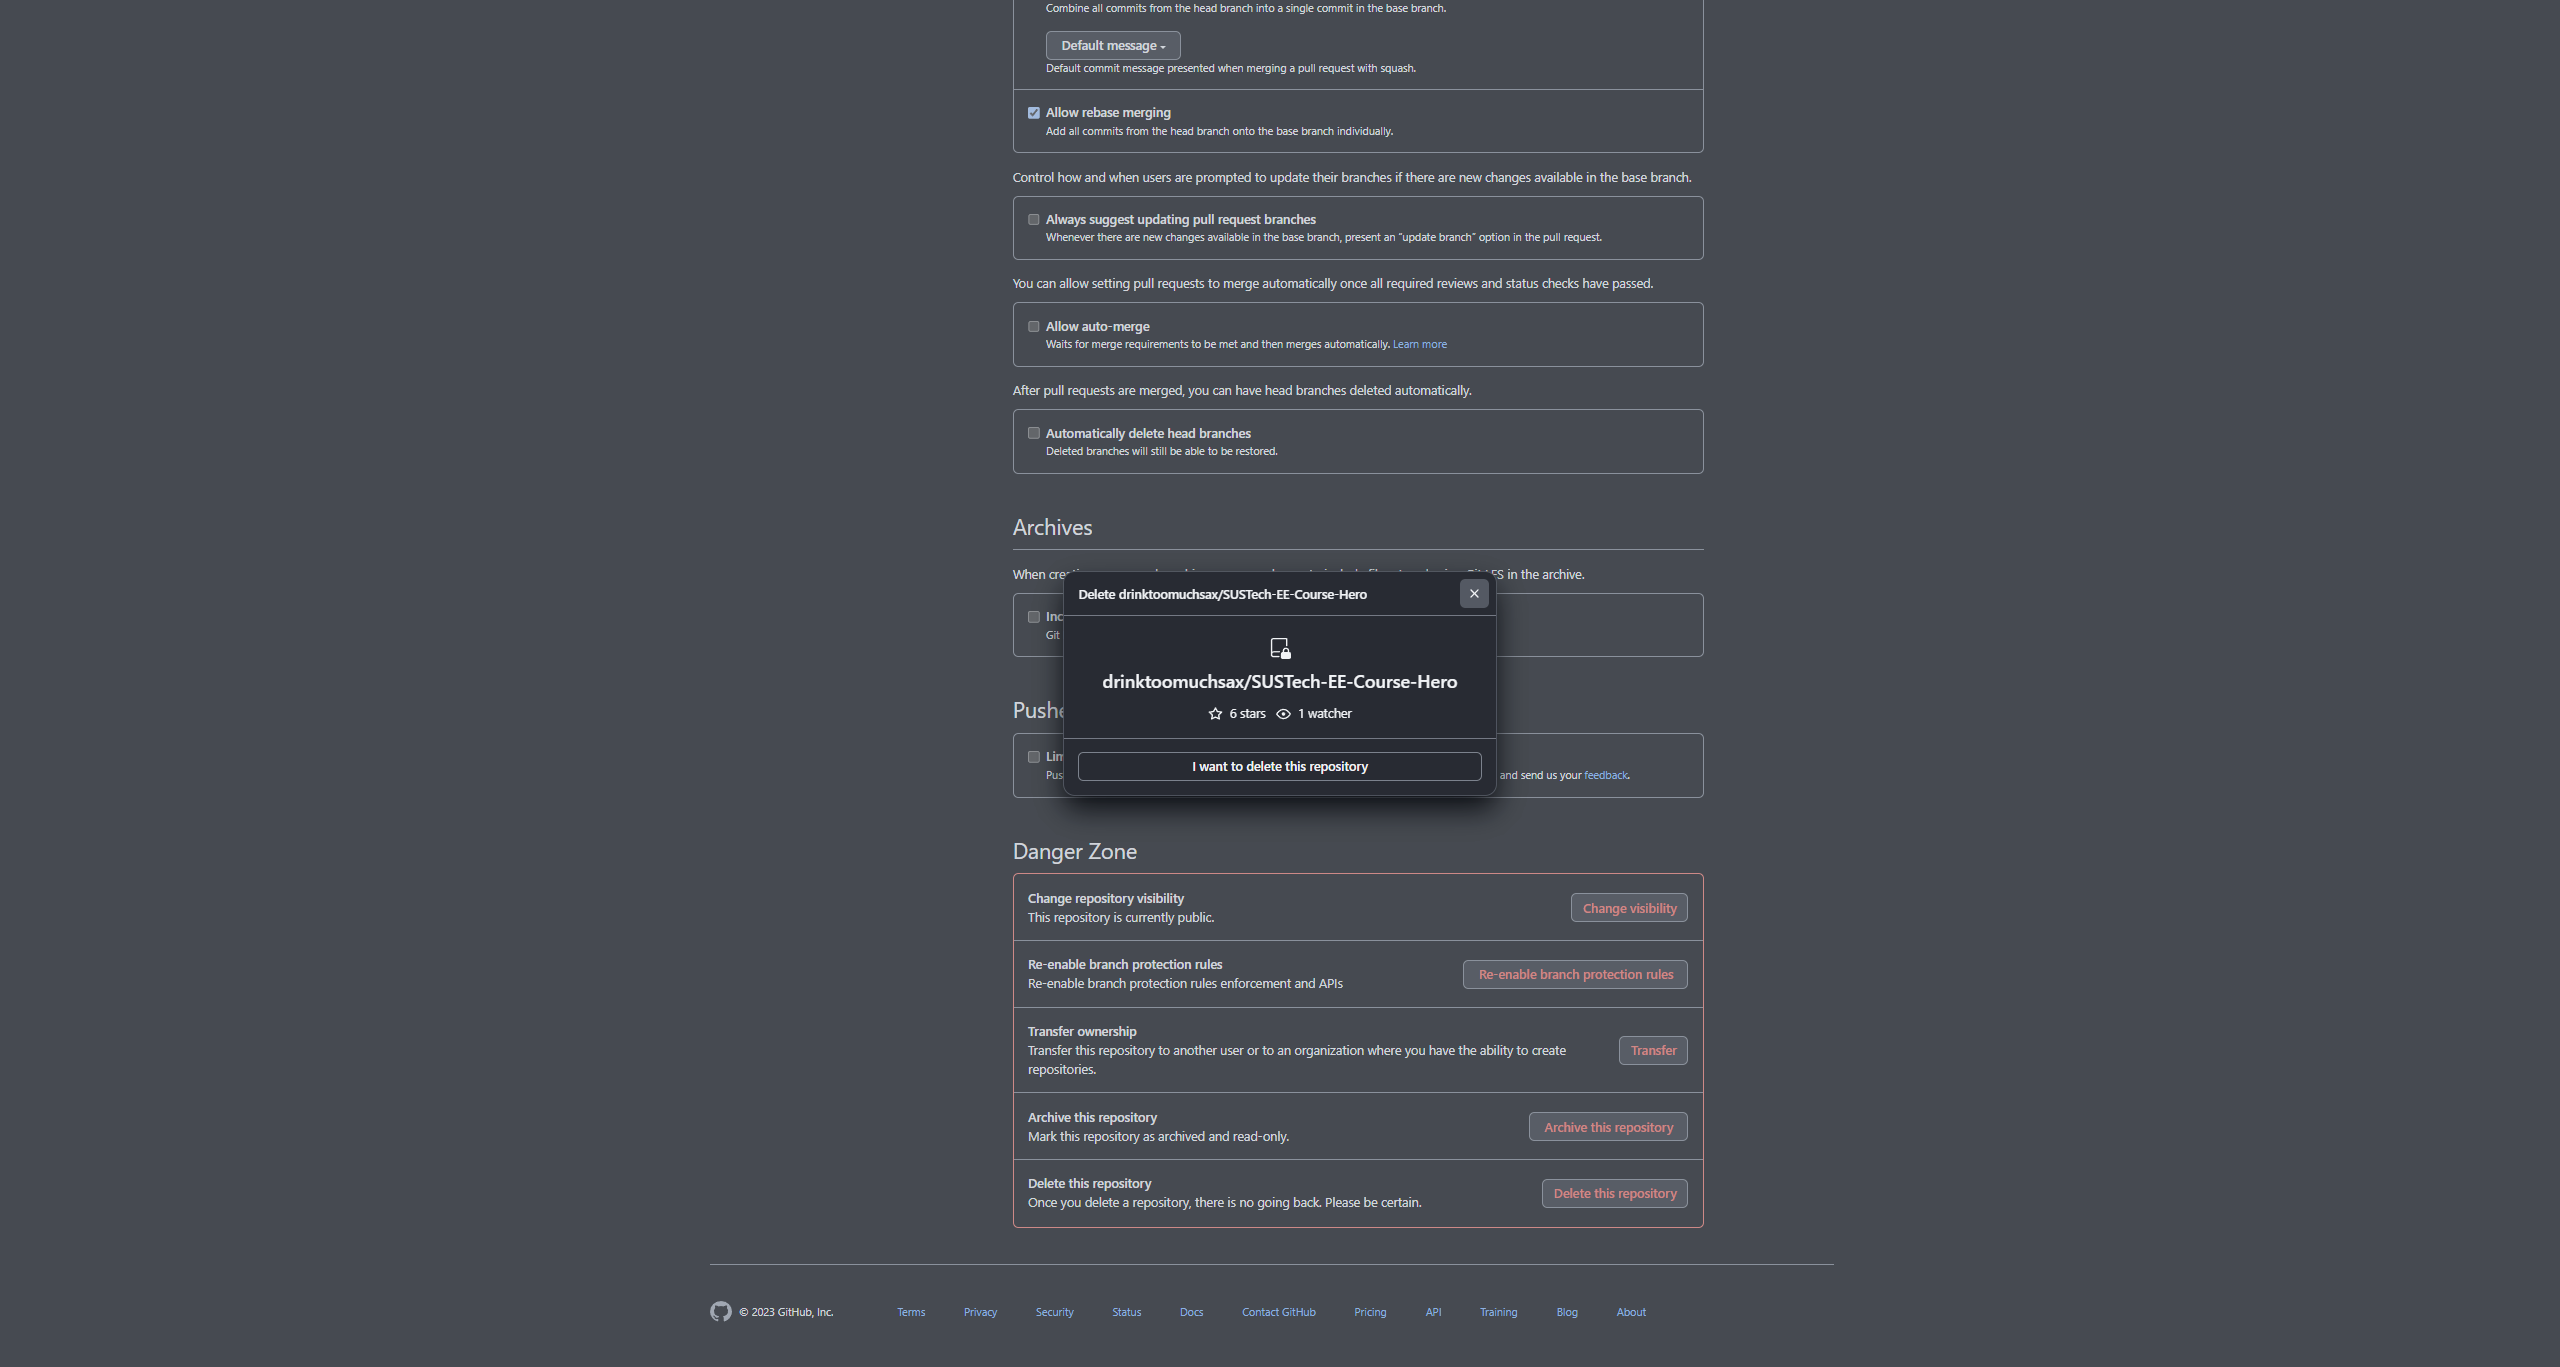 Combine all commits from the head branch into a single commit in the base branch.
Default message
Default commit message presented when merging a pull request with squash.
Allow rebase merging
Add all commits from the head branch onto the base branch individually.
Control how and when users are prompted to update their branches if there are new changes available in the base branch.
Always suggest updating pull request branches
Whenever there are new changes available in the base branch, present an "update branch" option in the pull request.
You can allow setting pull requests to merge automatically once all required reviews and status checks have passed.
Allow auto-merge
Waits for merge requirements to be met and then merges automatically. Learn more
After pull requests are merged, you can have head branches deleted automatically.
Automatically delete head branches
Deleted branches will still be able to be restored.
Archives
When in the archive.
Delete drinktoomuchsax/SUSTech-EE-Course-Hero
Git
drinktoomuchsax/SUSTech-EE-Course-Hero
6 stars 1 watcher
I want to delete this repository
and send us your feedback.
Danger Zone
Change repository visibility
This repository is currently public.
Change visibility
Re-enable branch protection rules
Re-enable branch protection rules enforcement and APIs
Re-enable branch protection rules
Transfer ownership
Transfer this repository to another user or to an organization where you have the ability to create
repositories.
Transfer
Archive this repository
Mark this repository as archived and read-only.
Archive this repository
Delete this repository
Once you delete a repository, there is no going back. Please be certain.
Delete this repository
© 2023 GitHub, Inc. Terms Privacy Security Status Docs Contact GitHub Pricing API Training Blog About